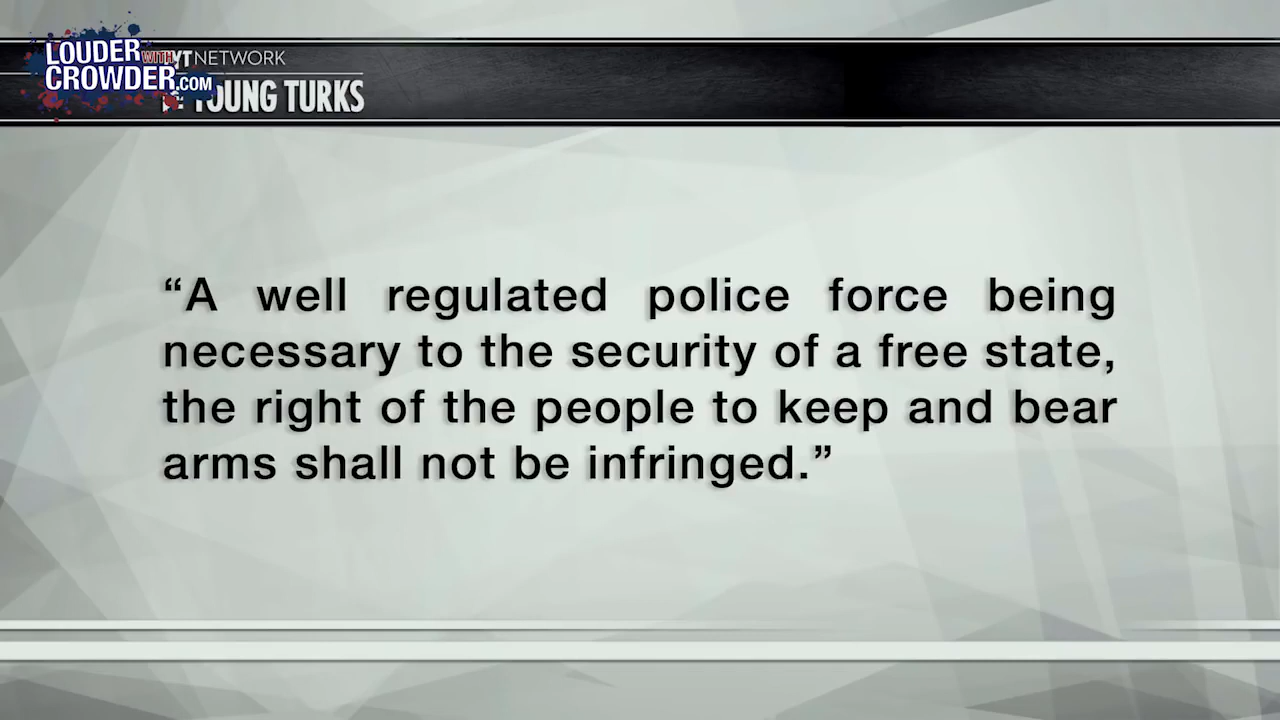 LOUDER WITH
CROWDER.COM
YT NETWORK
YOUNG TURKS
“A well regulated police force being
necessary to the security of a free state,
the right of the people to keep and bear
arms shall not be infringed.”